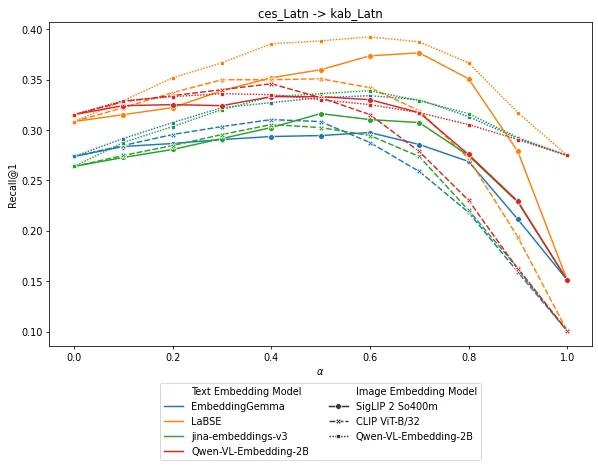 ces_Latn -> kab_Latn
Recall@1
0.40
0.35
0.30
0.25
0.20
0.15
0.10
0.0 0.2 0.4 0.6 0.8 1.0
α
Text Embedding Model Image Embedding Model
EmbeddingGemma SigLIP 2 So400m
LaBSE CLIP ViT-B/32
jina-embeddings-v3 Qwen-VL-Embedding-2B
Qwen-VL-Embedding-2B